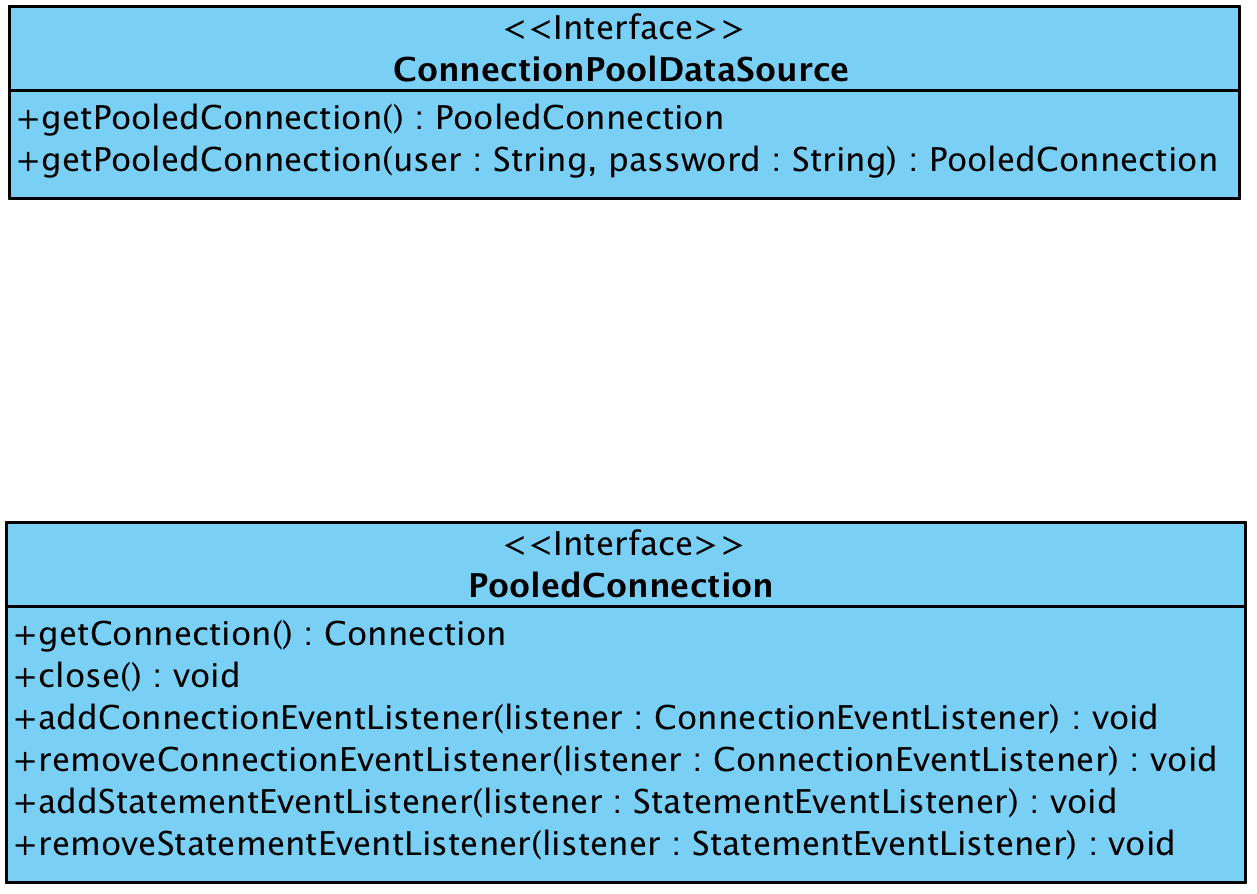 <<Interface>>
ConnectionPoolDataSource
+getPooledConnection() : PooledConnection
+getPooledConnection(user : String, password : String) : PooledConnection
<<Interface>>
PooledConnection
+getConnection() : Connection
+close() : void
+addConnectionEventListener(listener : ConnectionEventListener) : void
+removeConnectionEventListener(listener : ConnectionEventListener) : void
+addStatementEventListener(listener : StatementEventListener) : void
+removeStatementEventListener(listener : StatementEventListener) : void